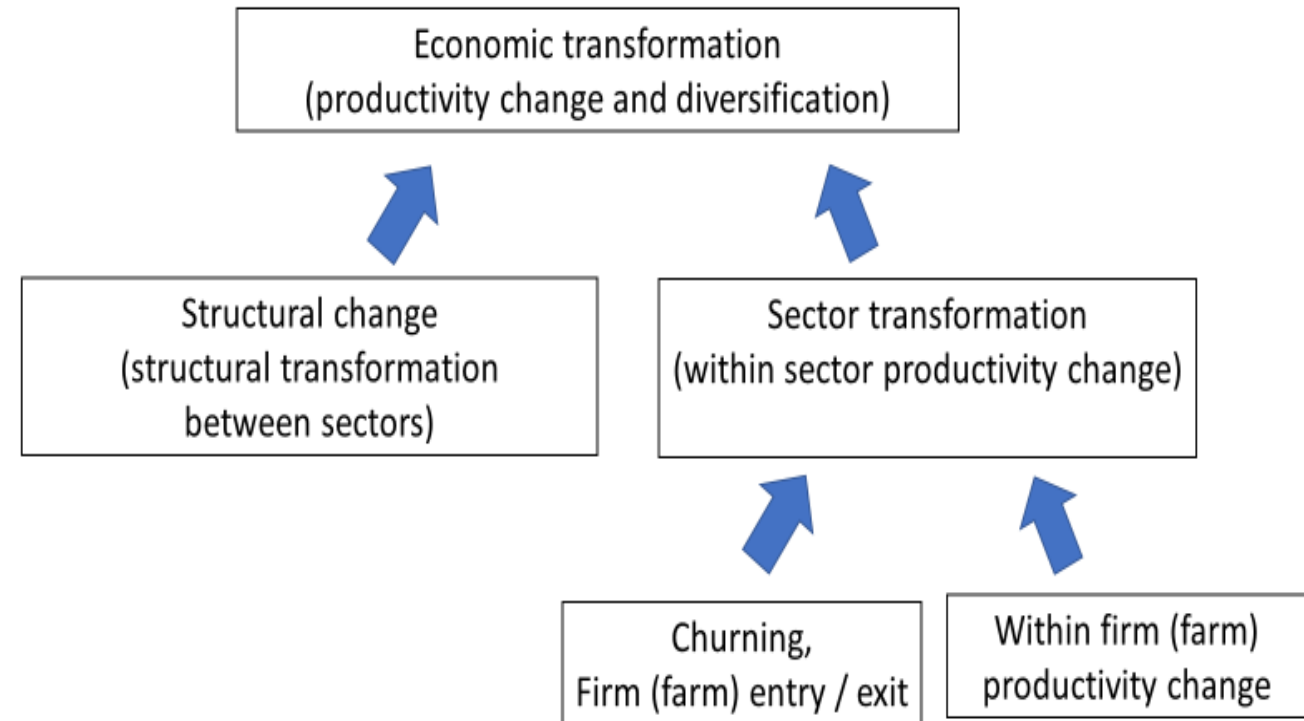 Economic transformation
(productivity change and diversification)
Structural change
(structural transformation
between sectors)
Sector transformation
(within sector productivity change)
Churning,
Firm (farm) entry / exit
Within firm (farm)
productivity change